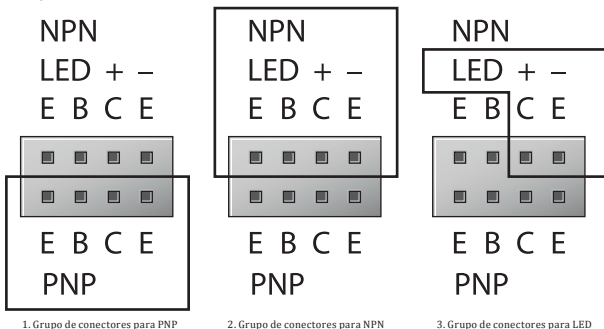 NPN
LED + –
E B C E
E B C E
PNP
1. Grupo de conectores para PNP
NPN
LED + –
E B C E
E B C E
PNP
2. Grupo de conectores para NPN
NPN
LED + –
E B C E
E B C E
PNP
3. Grupo de conectores para LED